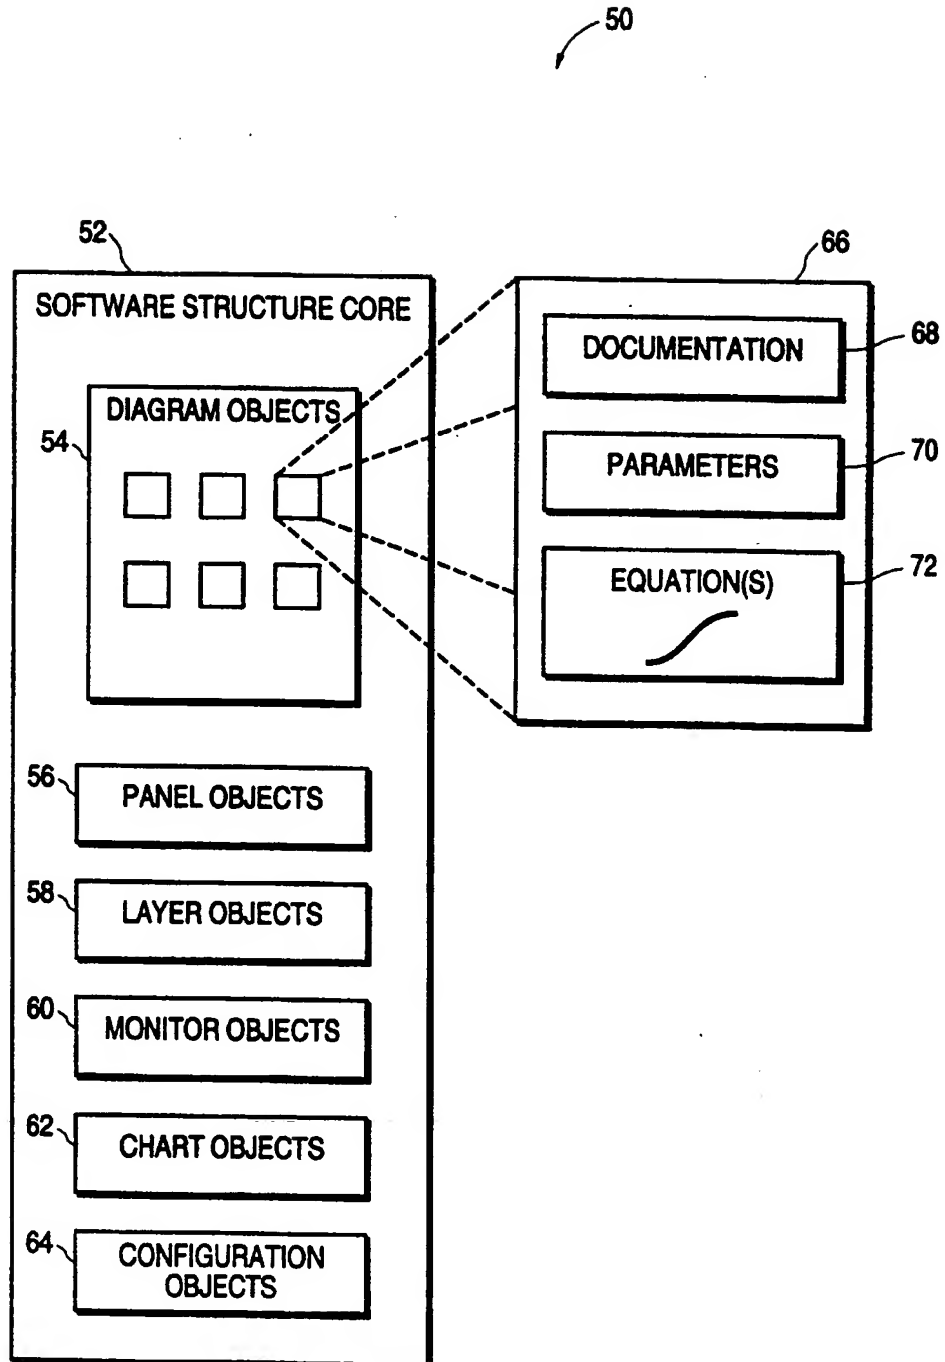 50
52
SOFTWARE STRUCTURE CORE
54
DIAGRAM OBJECTS
56
PANEL OBJECTS
58
LAYER OBJECTS
60
MONITOR OBJECTS
62
CHART OBJECTS
64
CONFIGURATION
OBJECTS
66
DOCUMENTATION
68
PARAMETERS
70
EQUATION(S)
72